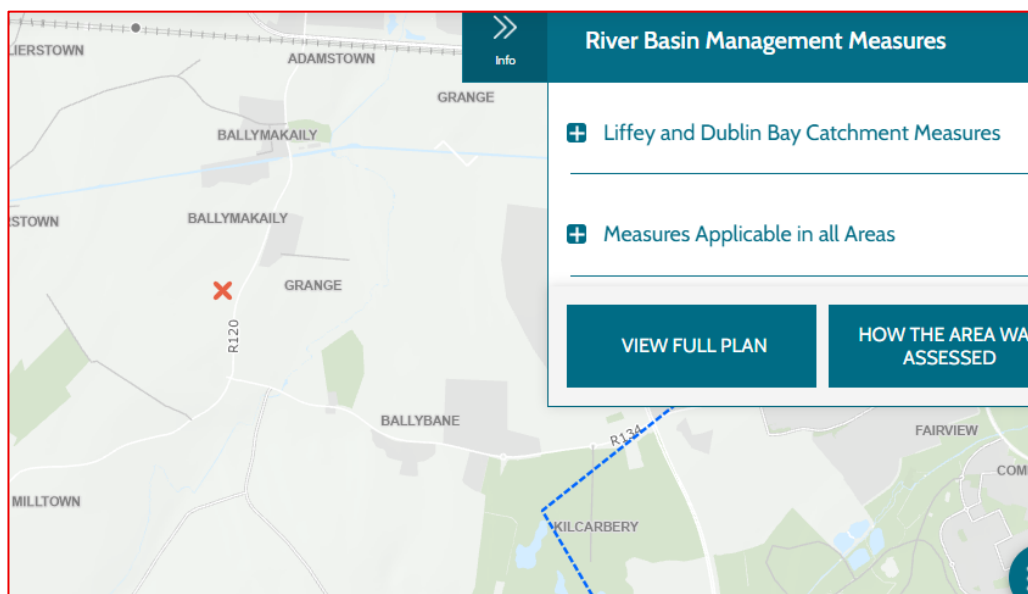 LIERSTOWN
ADAMSTOWN
GRANGE
BALLYMAKAILY
STOWN
BALLYMAKAILY
GRANGE
R120
BALLYBANE
R134
FAIRVIEW
MILLTOWN
COM
KILCARBERY
Info
River Basin Management Measures
Liffey and Dublin Bay Catchment Measures
Measures Applicable in all Areas
VIEW FULL PLAN
HOW THE AREA WA
ASSESSED